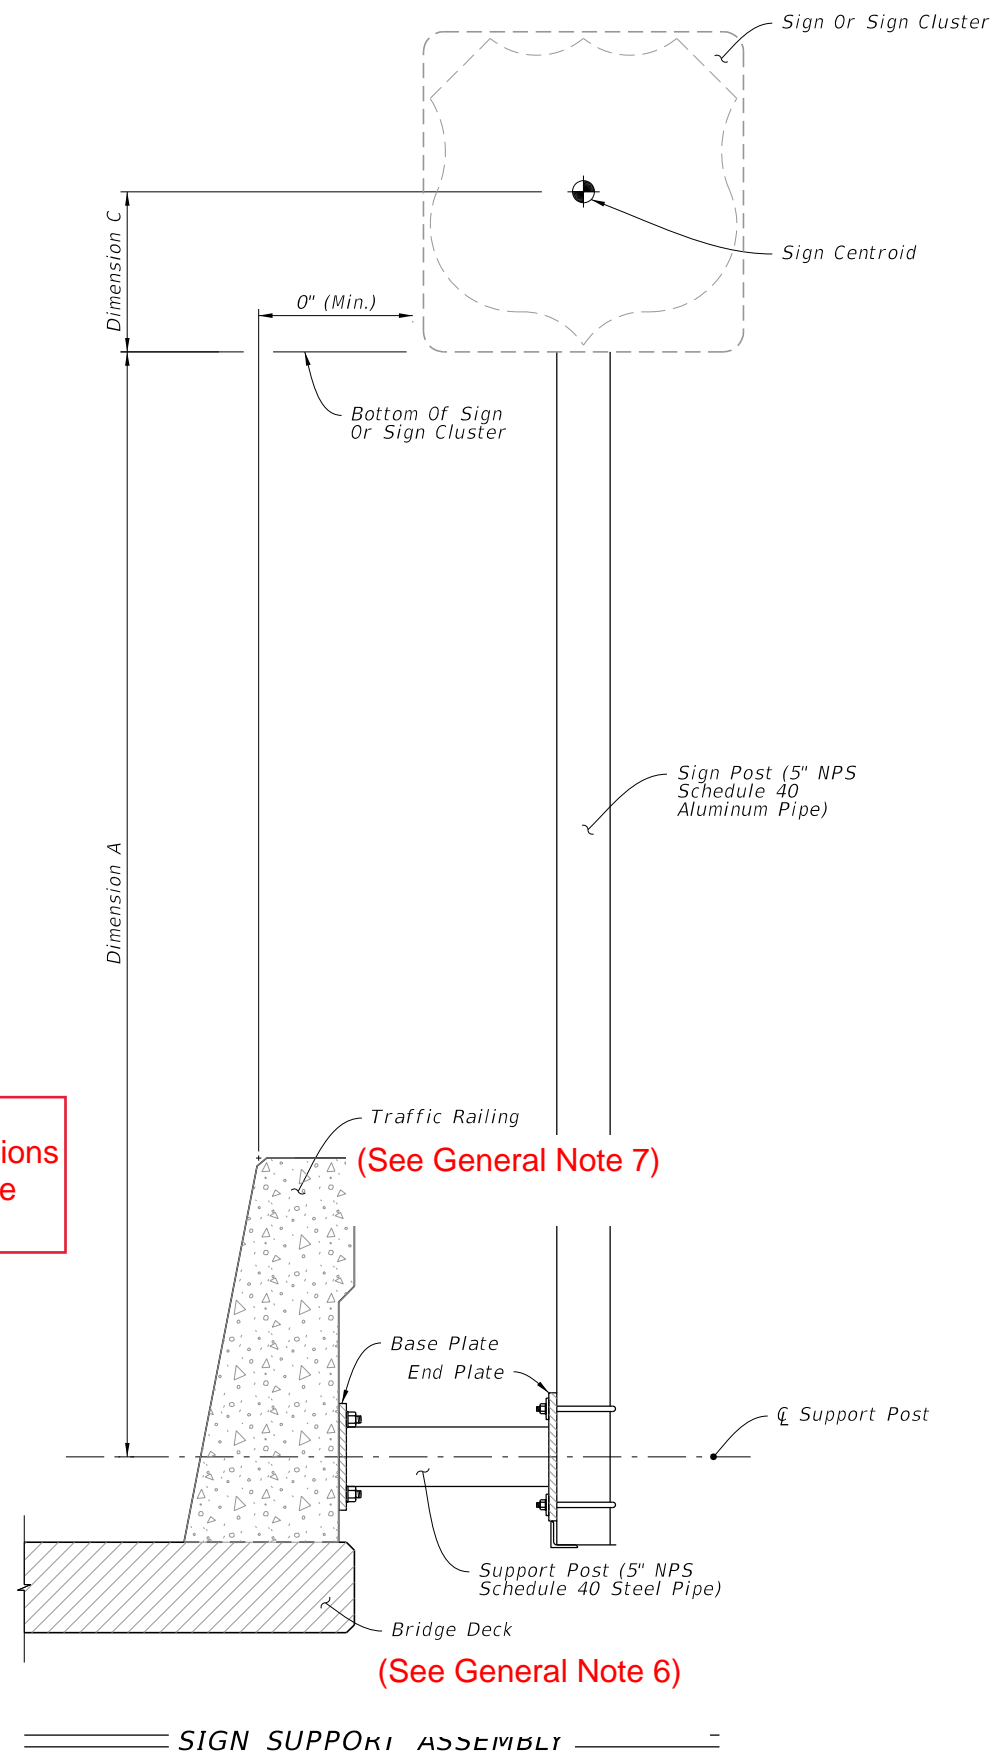 Sign Or Sign Cluster
Dimension C
Sign Centroid
0" (Min.)
Bottom Of Sign
Or Sign Cluster
Sign Post (5" NPS
Schedule 40
Aluminum Pipe)
Dimension A
Traffic Railing
(See General Note 7)
Base Plate
End Plate
℄ Support Post
Support Post (5" NPS
Schedule 40 Steel Pipe)
Bridge Deck
(See General Note 6)
SIGN SUPPORT ASSEMBLY